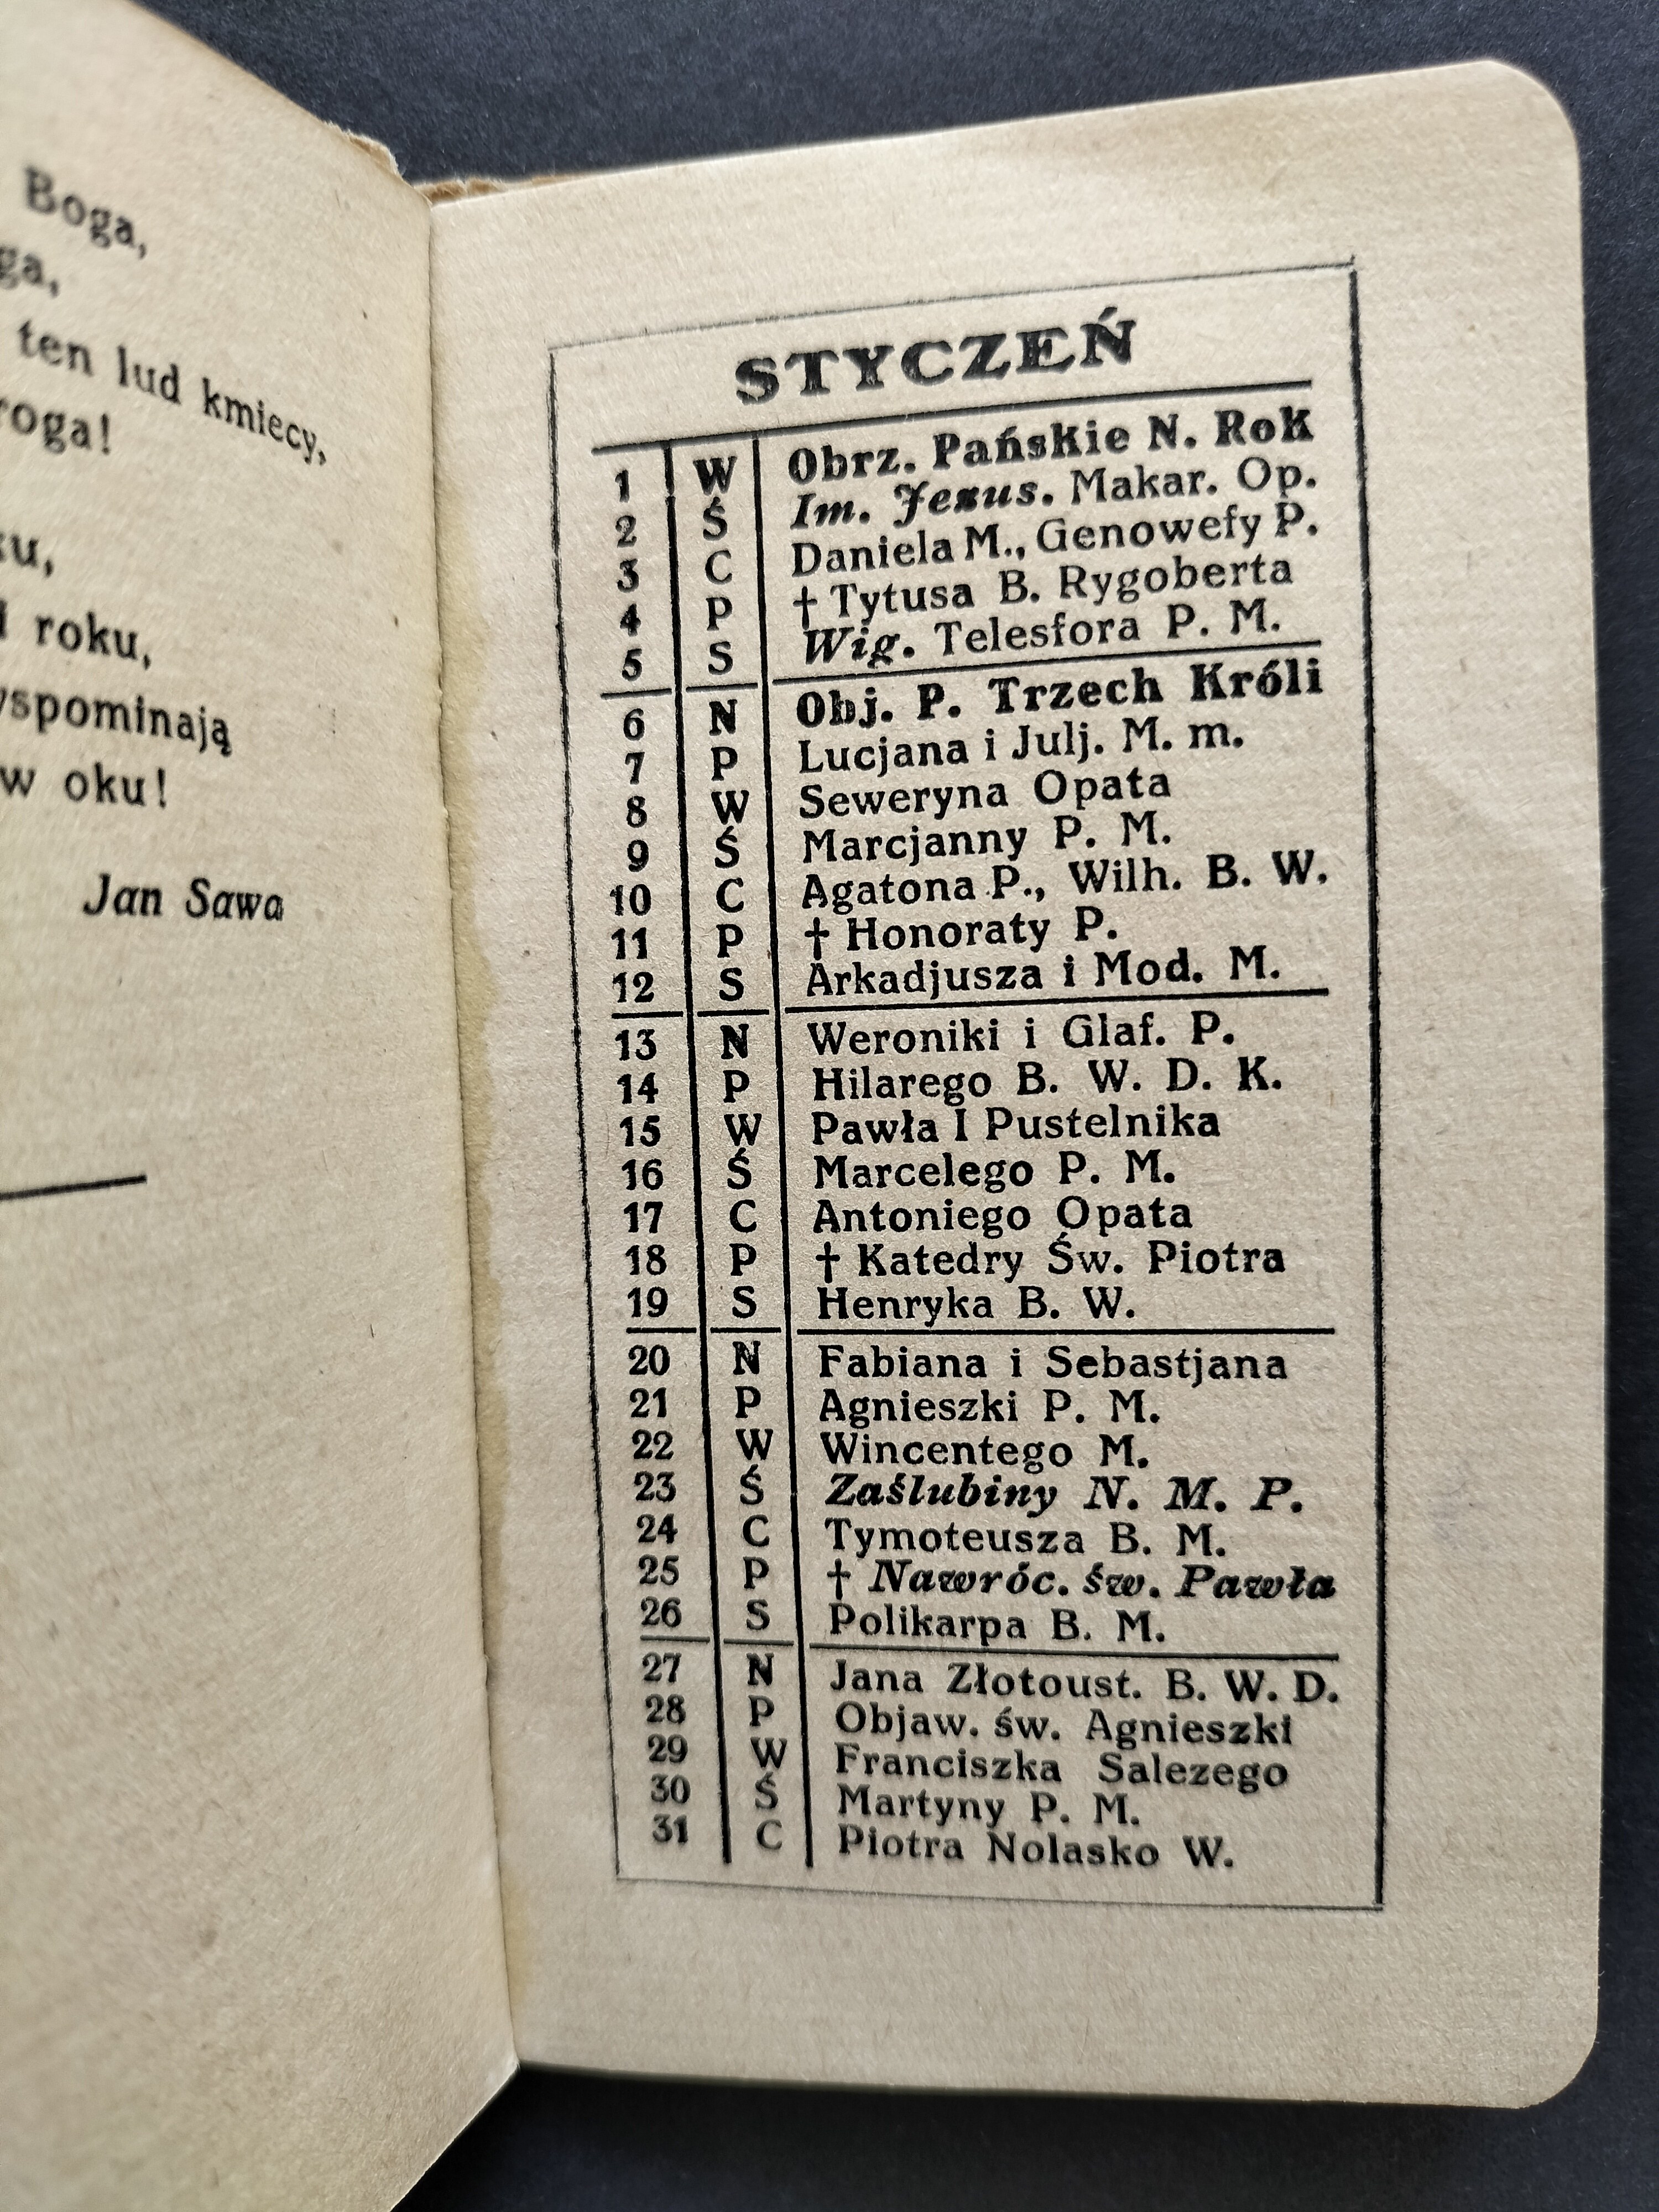 Boga,
ten lud kmiecy,
roku,
w oku!
Jan Sawa
STYCZEŃ
1 W Obrz. Pańskie N. Rok
2 Ś Im. Jezus. Makar. Op.
3 C Daniela M., Genowefy P.
4 P † Tytusa B. Rygoberta
5 S Wig. Telesfora P. M.
6 N Obj. P. Trzech Króli
7 P Lucjana i Julj. M. m.
8 W Seweryna Opata
9 Ś Marcjanny P. M.
10 C Agatona P., Wilh. B. W.
11 P † Honoraty P.
12 S Arkadjusza i Mod. M.
13 N Weroniki i Glaf. P.
14 P Hilarego B. W. D. K.
15 W Pawła I Pustelnika
16 Ś Marcelego P. M.
17 C Antoniego Opata
18 P † Katedry Św. Piotra
19 S Henryka B. W.
20 N Fabiana i Sebastjana
21 P Agnieszki P. M.
22 W Wincentego M.
23 Ś Zaślubiny N. M. P.
24 C Tymoteusza B. M.
25 P † Nawróc. św. Pawła
26 S Polikarpa B. M.
27 N Jana Złotoust. B. W. D.
28 P Objaw. św. Agnieszki
29 W Franciszka Salezego
30 Ś Martyny P. M.
31 C Piotra Nolasko W.